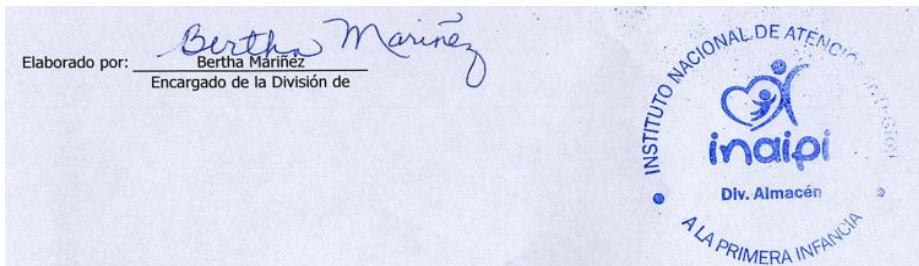 Bertha Mariñez
Elaborado por: Bertha Mariñez
Encargado de la División de
INSTITUTO NACIONAL DE ATENCIÓN INTEGRAL
inaipi
Div. Almacén
A LA PRIMERA INFANCIA